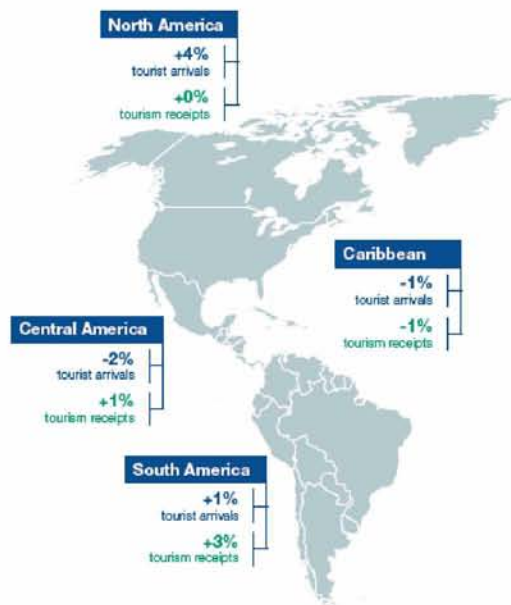 North America
+4%
tourist arrivals
+0%
tourism receipts
Caribbean
-1%
tourist arrivals
-1%
tourism receipts
Central America
-2%
tourist arrivals
+1%
tourism receipts
South America
+1%
tourist arrivals
+3%
tourism receipts